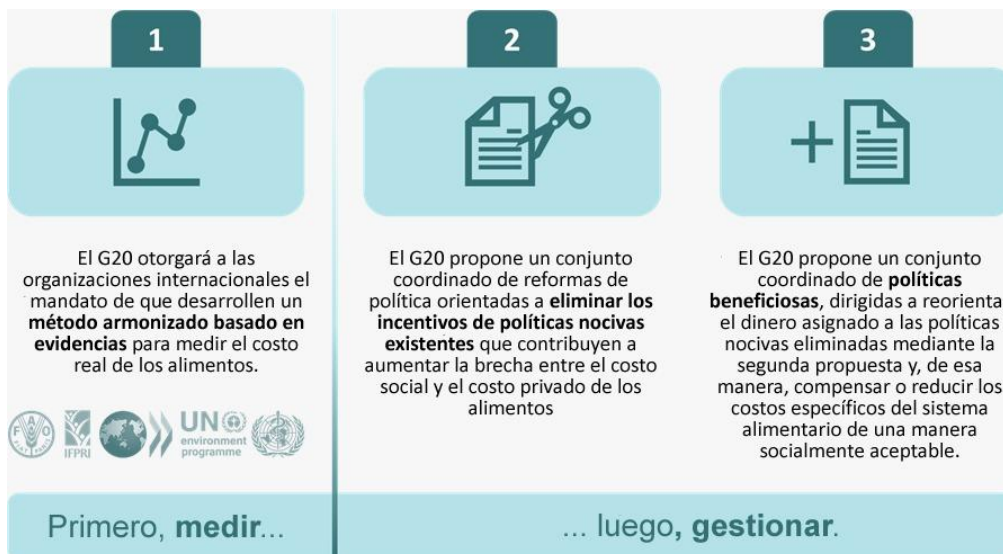 1
El G20 otorgará a las
organizaciones internacionales el
mandato de que desarrollen un
método armonizado basado en
evidencias para medir el costo
real de los alimentos.
FAO
FIAT PANIS
IFPRI
UN
environment
programme
Primero, medir...
2
El G20 propone un conjunto
coordinado de reformas de
política orientadas a eliminar los
incentivos de políticas nocivas
existentes que contribuyen a
aumentar la brecha entre el costo
social y el costo privado de los
alimentos
3
El G20 propone un conjunto
coordinado de políticas
beneficiosas, dirigidas a reorienta
el dinero asignado a las políticas
nocivas eliminadas mediante la
segunda propuesta y, de esa
manera, compensar o reducir los
costos específicos del sistema
alimentario de una manera
socialmente aceptable.
... luego, gestionar.